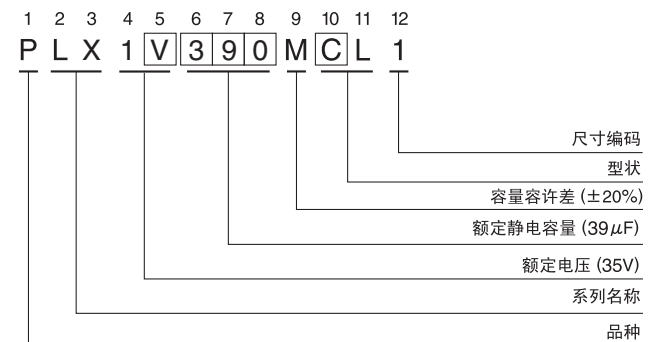 1 2 3 4 5 6 7 8 9 10 11 12
P L X 1 V 3 9 0 M C L 1
尺寸编码
型状
容量容许差 (±20%)
额定静电容量 (39μF)
额定电压 (35V)
系列名称
品种